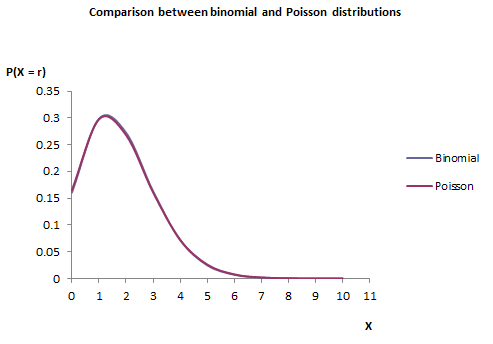 Comparison between binomial and Poisson distributions
P(X = r)
0.35
0.3
0.25
0.2
0.15
0.1
0.05
0
0 1 2 3 4 5 6 7 8 9 10 11
X
Binomial
Poisson